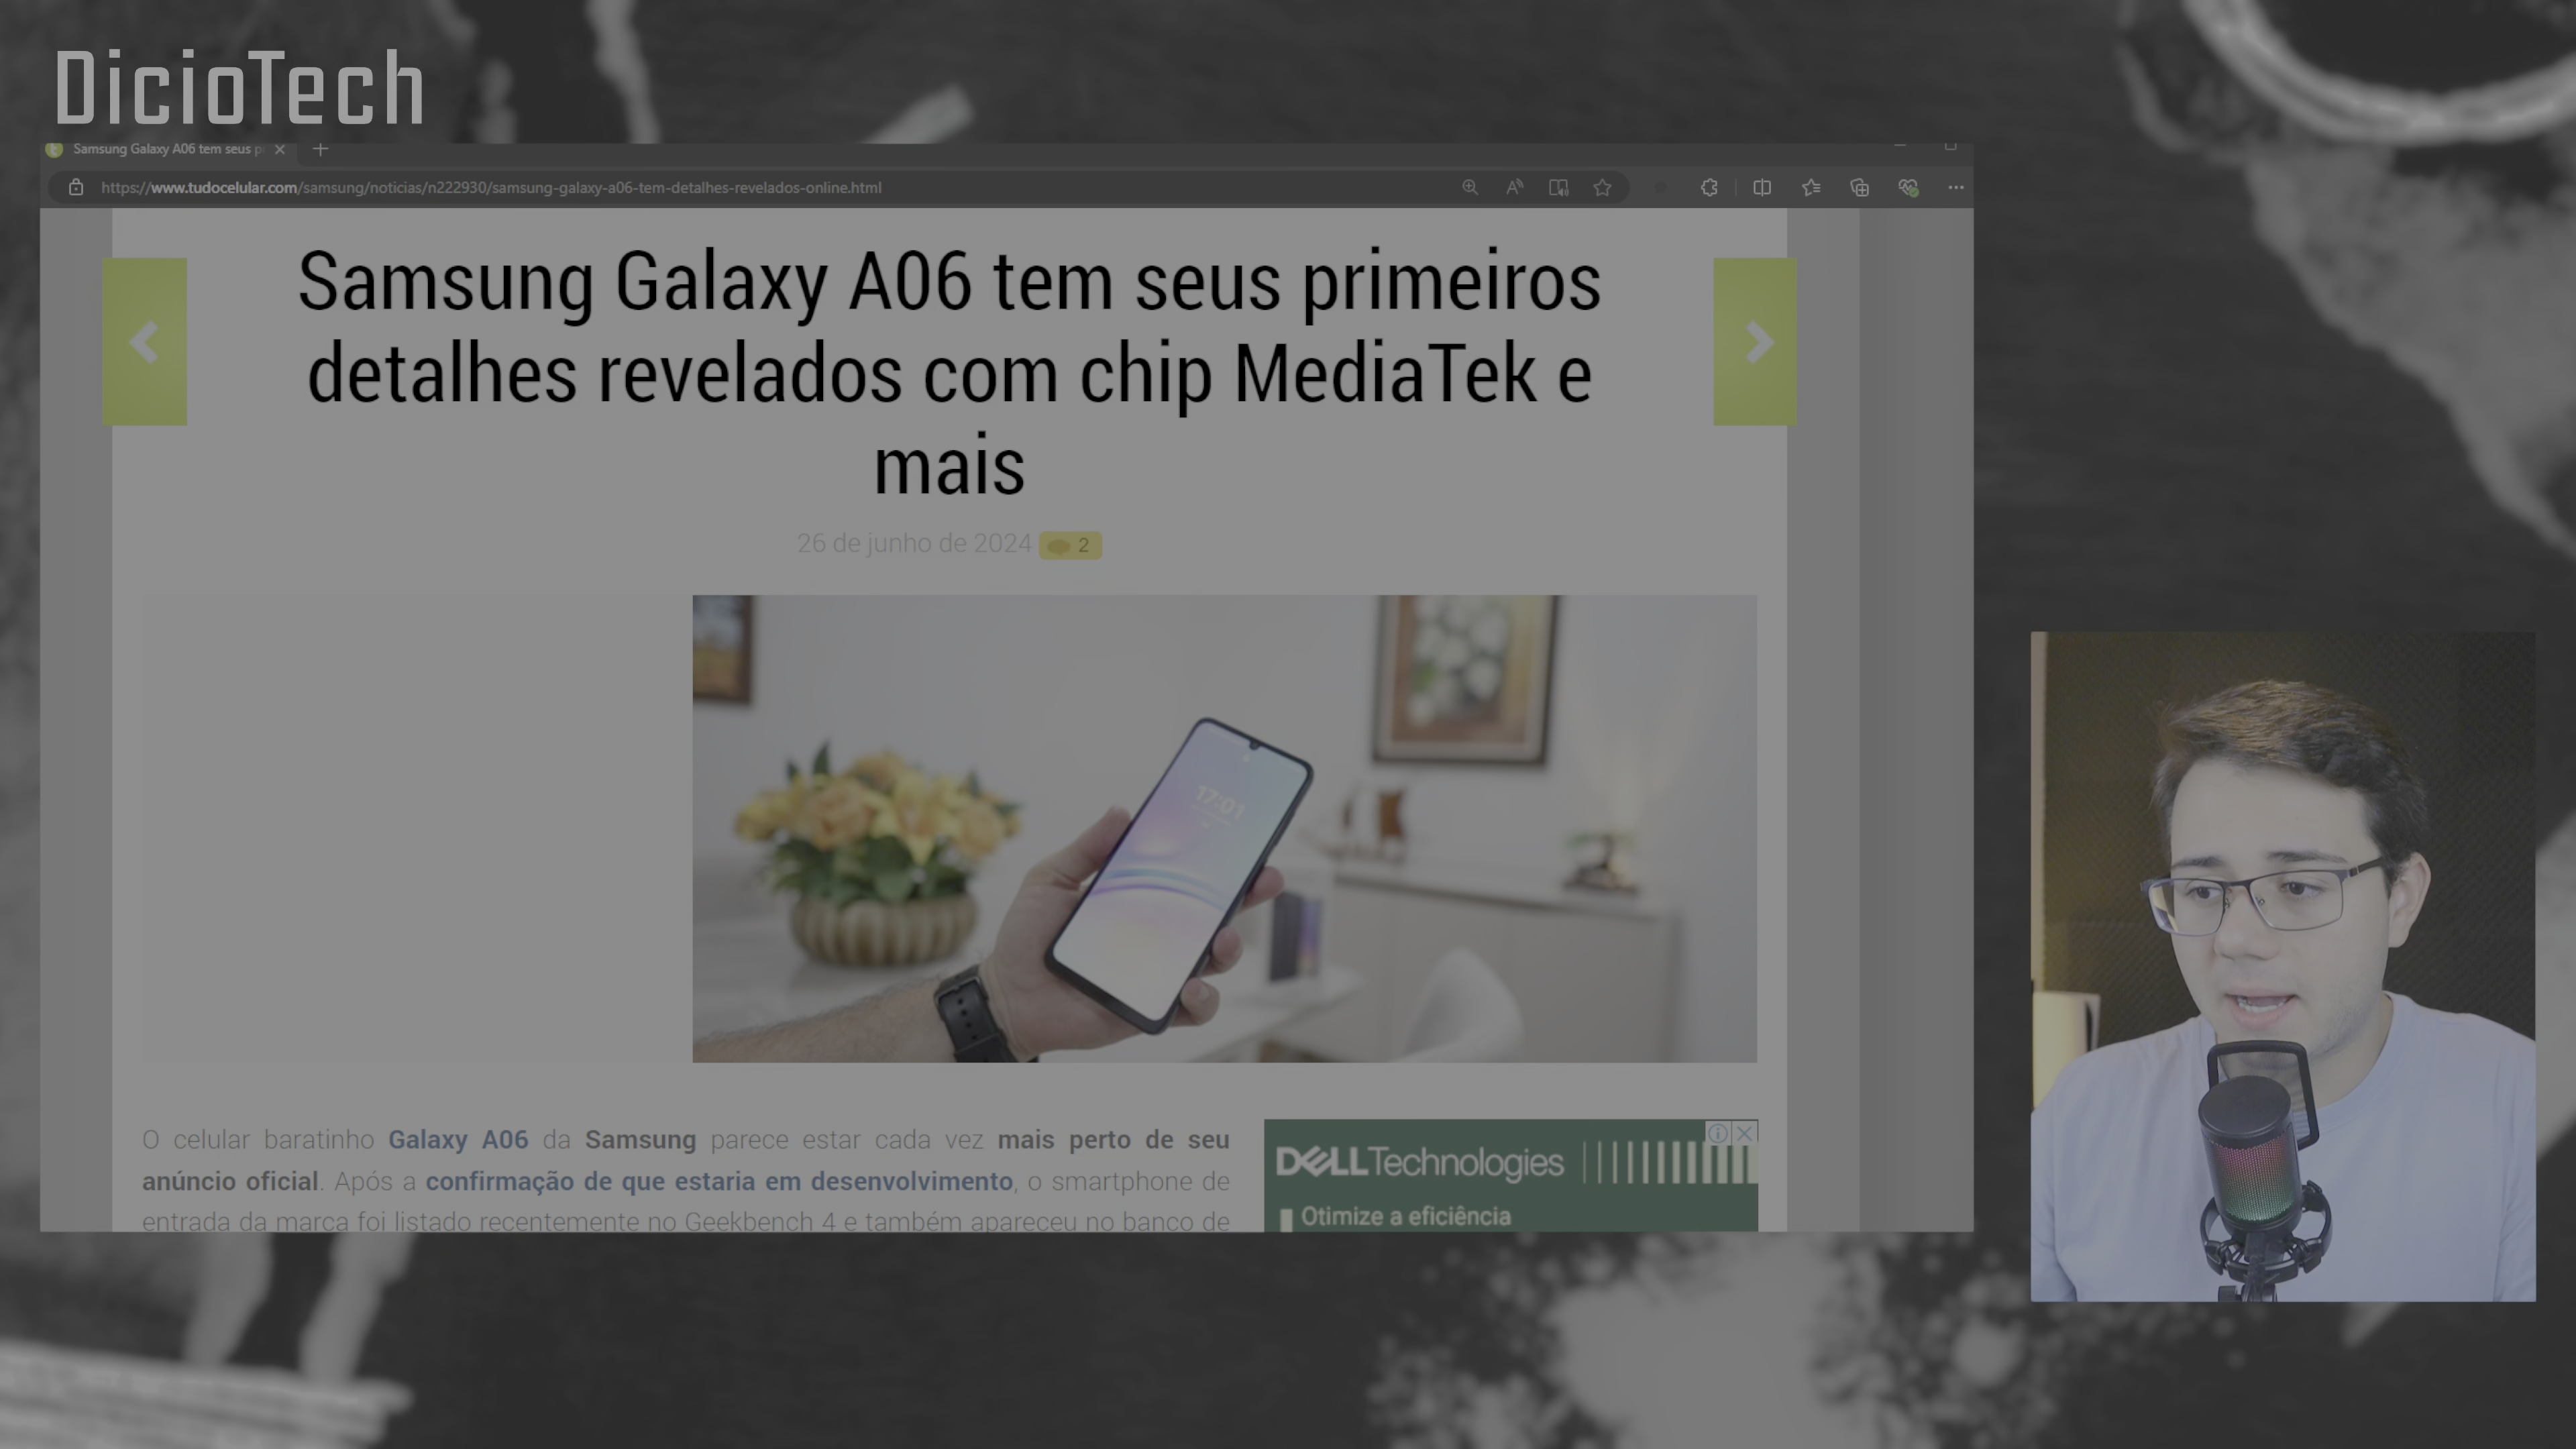 DicioTech
Samsung Galaxy A06 tem seus p
https://www.tudocelular.com/samsung/noticias/n222930/samsung-galaxy-a06-tem-detalhes-revelados-online.html
Samsung Galaxy A06 tem seus primeiros
detalhes revelados com chip MediaTek e
mais
26 de junho de 2024 2
17:01
O celular baratinho Galaxy A06 da Samsung parece estar cada vez mais perto de seu
anúncio oficial. Após a confirmação de que estaria em desenvolvimento, o smartphone de
entrada da marca foi listado recentemente no Geekbench 4 e também apareceu no banco de
DELL Technologies
Otimize a eficiência